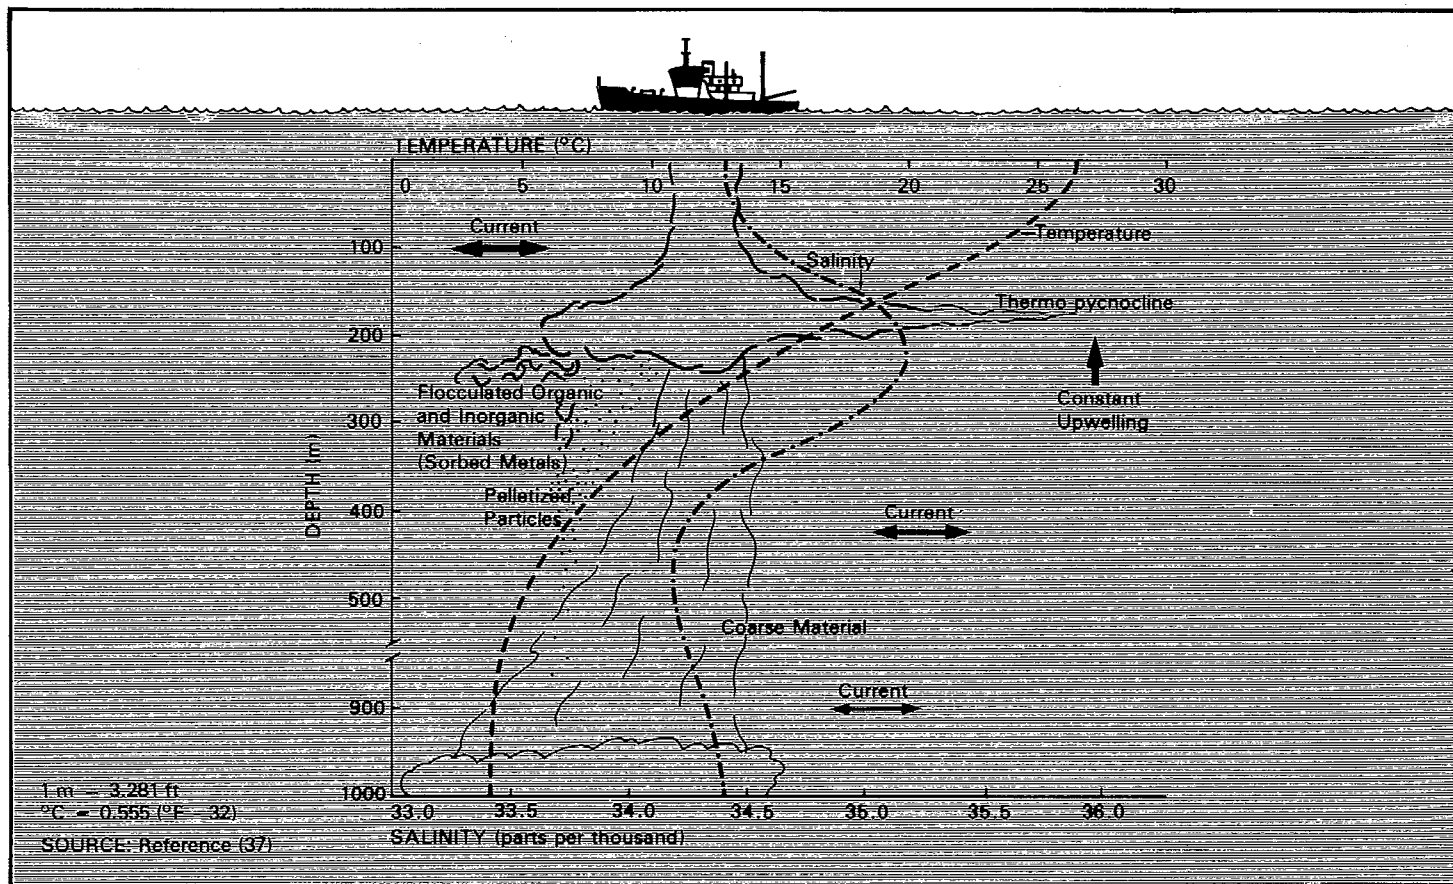 TEMPERATURE (°C)
0 5 10 15 20 25 30
Current
100
Temperature
Salinity
Thermo-pycnocline
200
Flocculated Organic
and Inorganic
Materials
(Sorbed Metals)
300
Constant
Upwelling
DEPTH (m)
Pelletized
Particles
400
Current
500
Coarse Material
Current
900
1000
33.0 33.5 34.0 34.5 35.0 35.5 36.0
SALINITY (parts per thousand)
1 m = 3.281 ft
°C = 0.555 (°F - 32)
SOURCE: Reference (37)